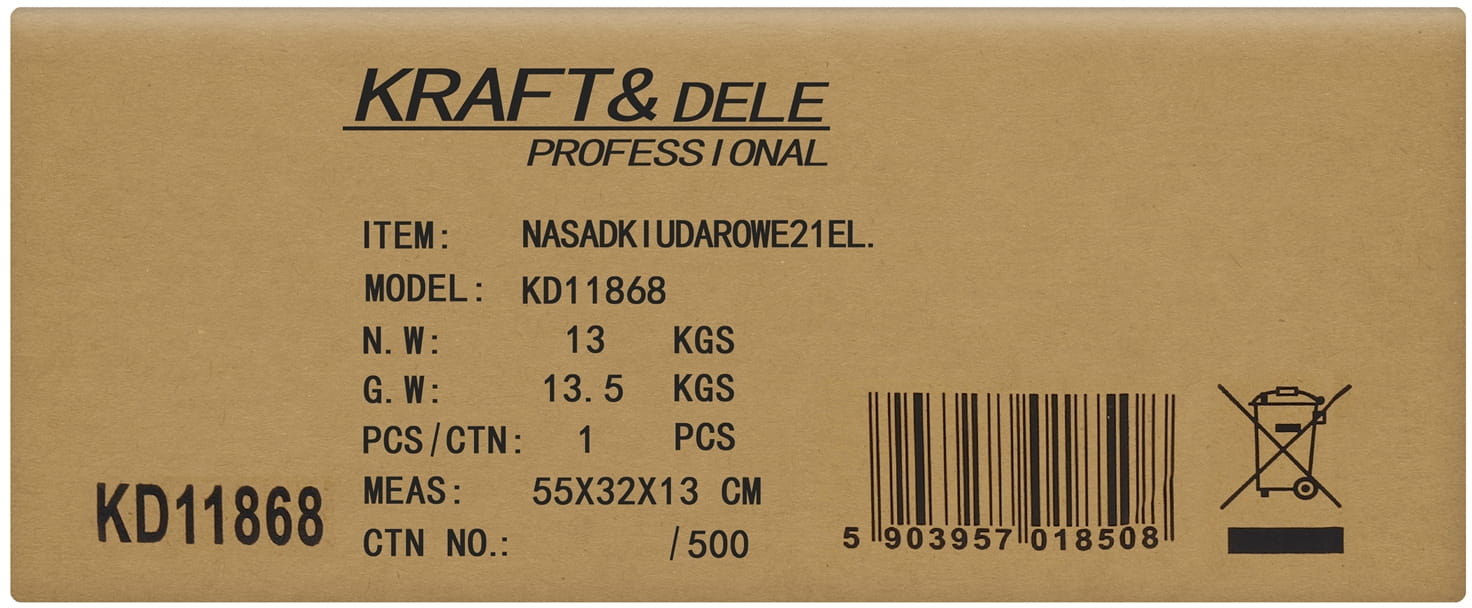 KRAFT& DELE
PROFESSIONAL
ITEM: NASADKIUDAROWE21EL.
MODEL: KD11868
N.W: 13 KGS
G.W: 13.5 KGS
PCS/CTN: 1 PCS
MEAS: 55X32X13 CM
CTN NO.: /500
KD11868
5 903957 018508